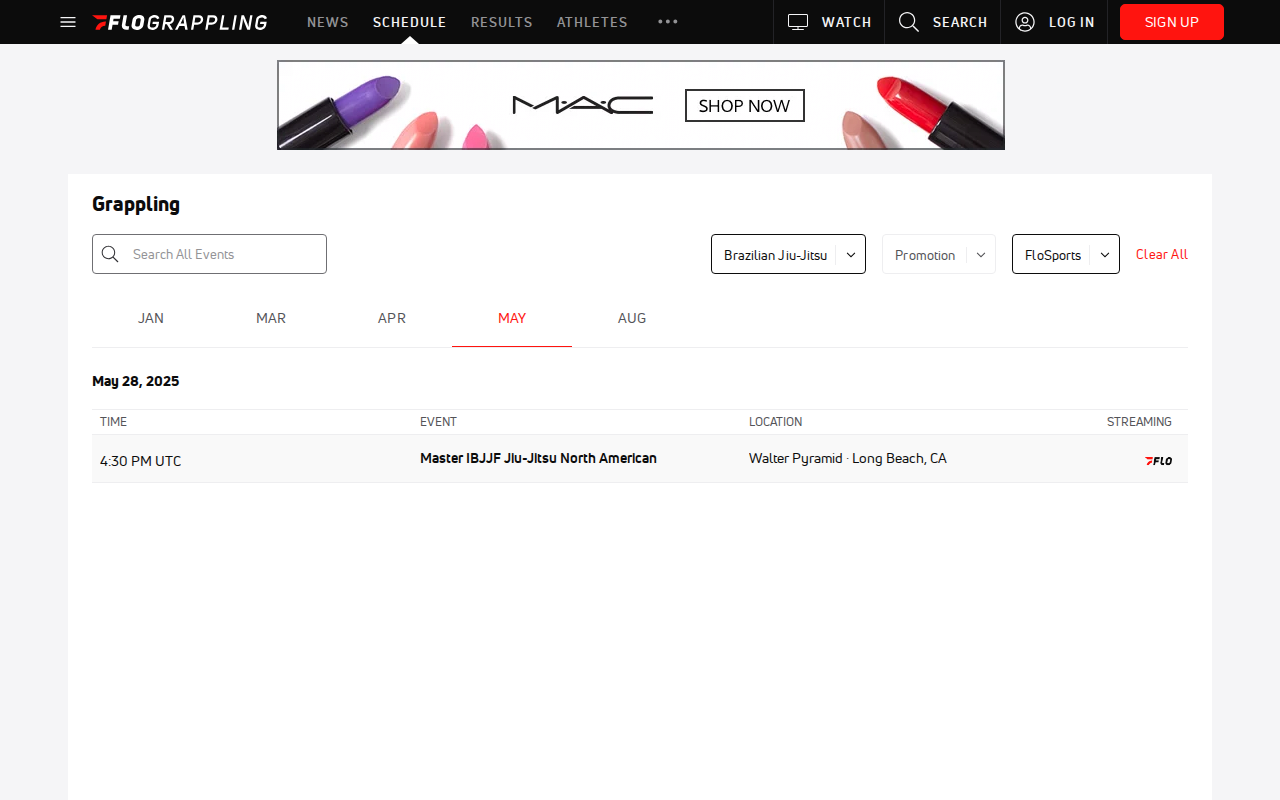 FLOGRAPPLING NEWS SCHEDULE RESULTS ATHLETES WATCH SEARCH LOG IN SIGN UP
MAC SHOP NOW
Grappling
Search All Events Brazilian Jiu-Jitsu Promotion FloSports Clear All
JAN MAR APR MAY AUG
May 28, 2025
TIME EVENT LOCATION STREAMING
4:30 PM UTC Master IBJJF Jiu-Jitsu North American Walter Pyramid · Long Beach, CA FLO